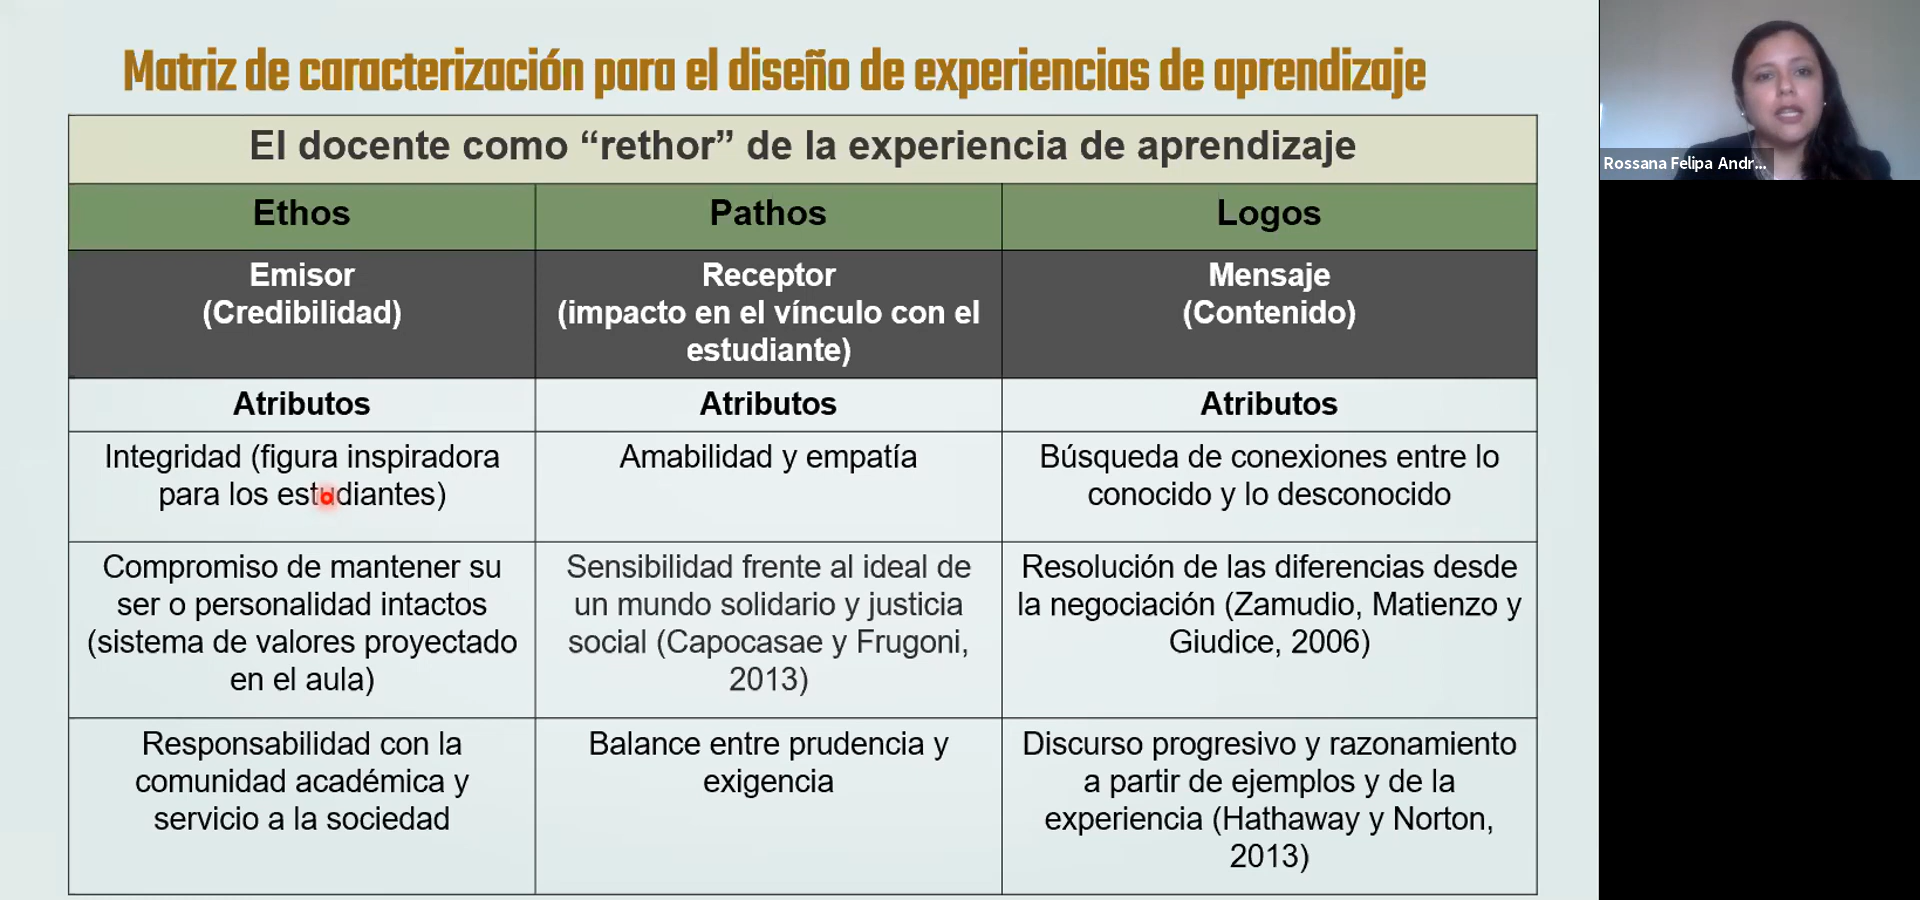 Matriz de caracterización para el diseño de experiencias de aprendizaje
El docente como “rethor” de la experiencia de aprendizaje
Ethos
Pathos
Logos
Emisor
(Credibilidad)
Receptor
(impacto en el vínculo con el
estudiante)
Mensaje
(Contenido)
Atributos
Atributos
Atributos
Integridad (figura inspiradora
para los estudiantes)
Amabilidad y empatía
Búsqueda de conexiones entre lo
conocido y lo desconocido
Compromiso de mantener su
ser o personalidad intactos
(sistema de valores proyectado
en el aula)
Sensibilidad frente al ideal de
un mundo solidario y justicia
social (Capocasae y Frugoni,
2013)
Resolución de las diferencias desde
la negociación (Zamudio, Matienzo y
Giudice, 2006)
Responsabilidad con la
comunidad académica y
servicio a la sociedad
Balance entre prudencia y
exigencia
Discurso progresivo y razonamiento
a partir de ejemplos y de la
experiencia (Hathaway y Norton,
2013)
Rossana Felipa Andr...